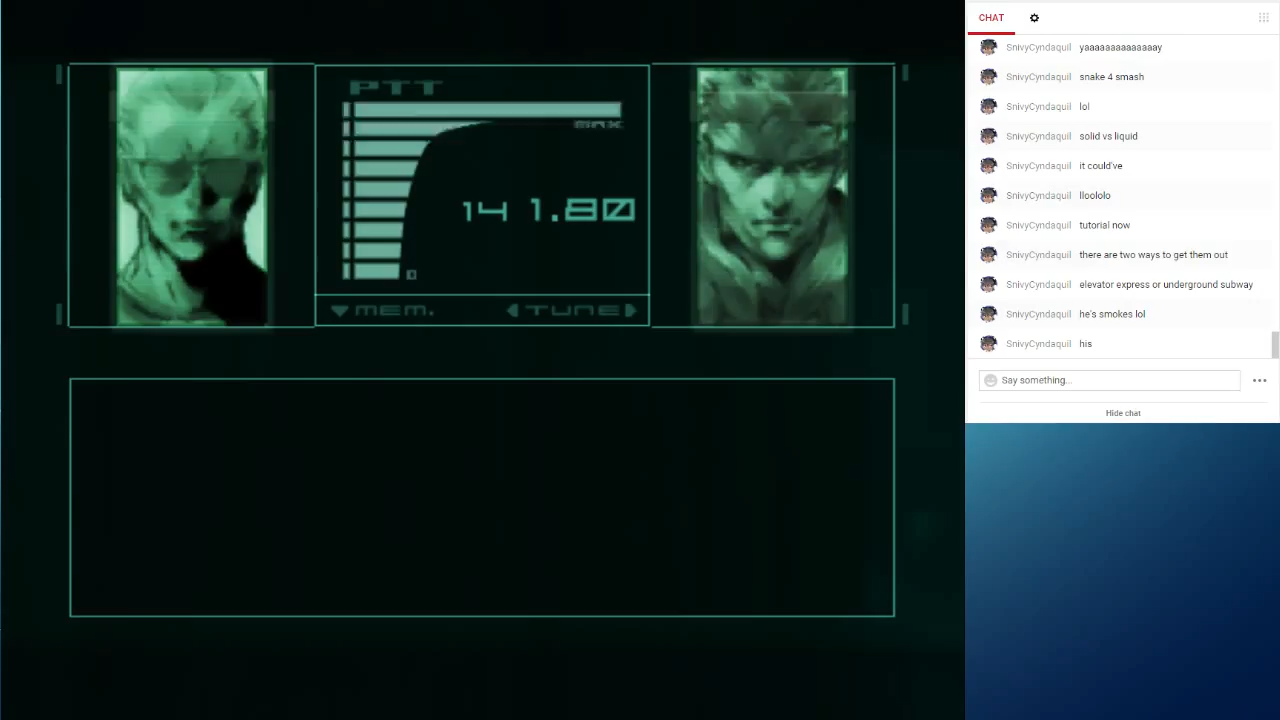 PTT
MAX
141.80
MEM.
TUNE
CHAT
SnivyCyndaquil yaaaaaaaaaaaaaay
SnivyCyndaquil snake 4 smash
SnivyCyndaquil lol
SnivyCyndaquil solid vs liquid
SnivyCyndaquil it could've
SnivyCyndaquil lloololo
SnivyCyndaquil tutorial now
SnivyCyndaquil there are two ways to get them out
SnivyCyndaquil elevator express or underground subway
SnivyCyndaquil he's smokes lol
SnivyCyndaquil his
Say something...
Hide chat